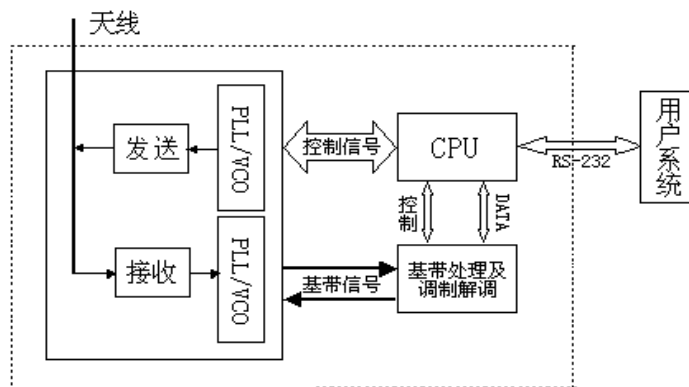 天线
发送
PLL/VCO
控制信号
CPU
RS-232
用户系统
控制
DATA
接收
PLL/VCO
基带信号
基带处理及
调制解调